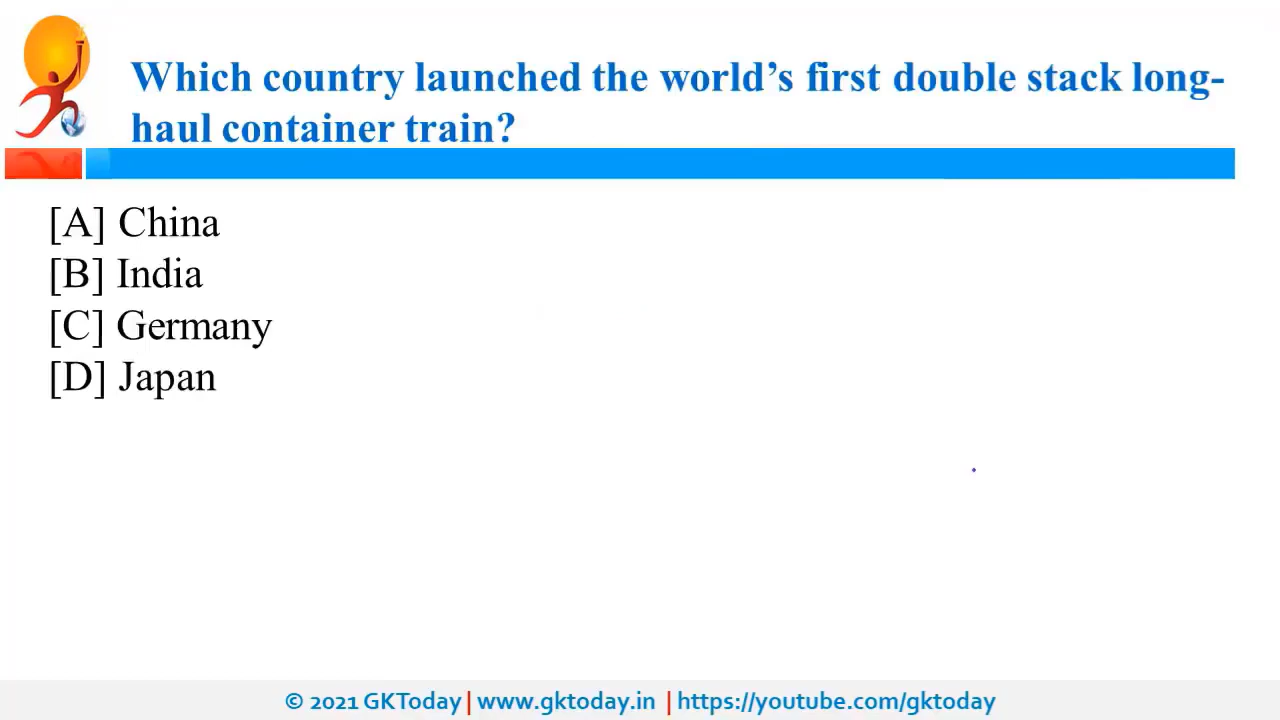 Which country launched the world’s first double stack long-
haul container train?
[A] China
[B] India
[C] Germany
[D] Japan
© 2021 GKToday | www.gktoday.in | https://youtube.com/gktoday